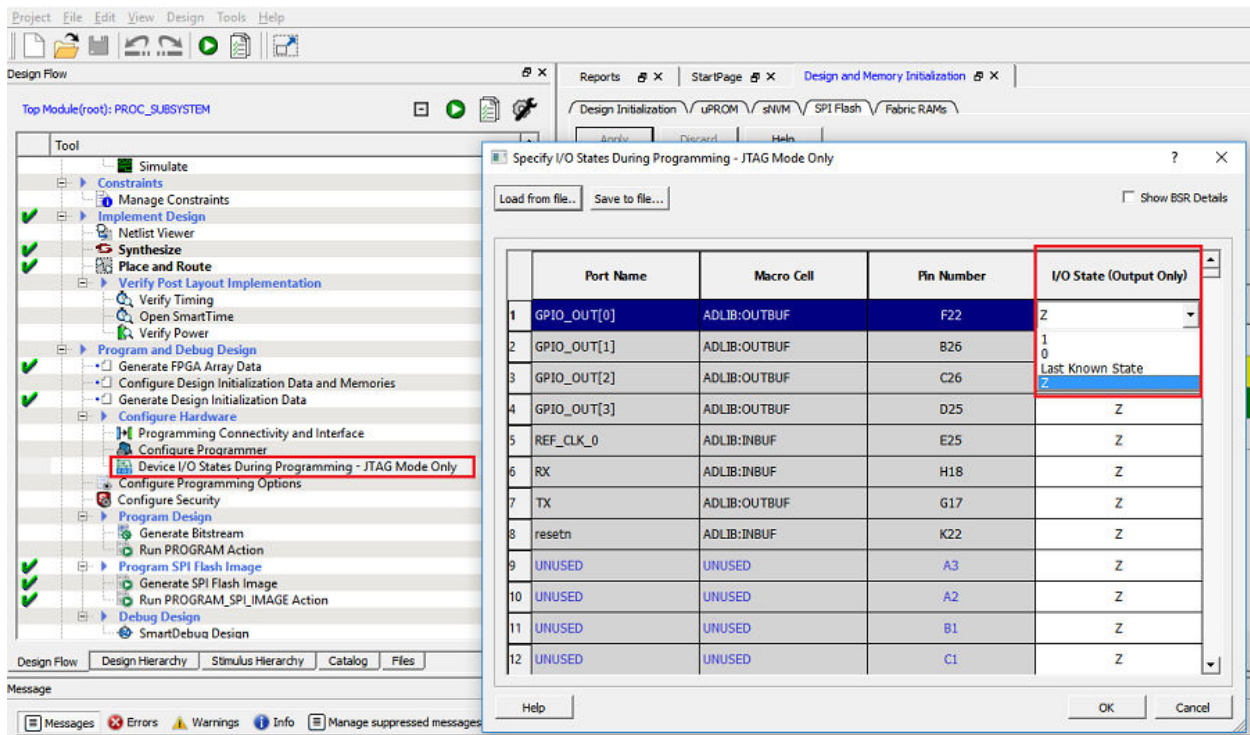 Project File Edit View Design Tools Help
Design Flow
Reports StartPage Design and Memory Initialization
Top Module(root): PROC_SUBSYSTEM
Design Initialization uPROM sNVM SPI Flash Fabric RAMs
Apply Discard Help
Tool
Simulate
Constraints
Manage Constraints
Implement Design
Netlist Viewer
Synthesize
Place and Route
Verify Post Layout Implementation
Verify Timing
Open SmartTime
Verify Power
Program and Debug Design
Generate FPGA Array Data
Configure Design Initialization Data and Memories
Generate Design Initialization Data
Configure Hardware
Programming Connectivity and Interface
Configure Programmer
Device I/O States During Programming - JTAG Mode Only
Configure Programming Options
Configure Security
Program Design
Generate Bitstream
Run PROGRAM Action
Program SPI Flash Image
Generate SPI Flash Image
Run PROGRAM_SPI_IMAGE Action
Debug Design
SmartDebug Design
Design Flow Design Hierarchy Stimulus Hierarchy Catalog Files
Message
Messages Errors Warnings Info Manage suppressed messages
Specify I/O States During Programming - JTAG Mode Only ? X
Load from file.. Save to file... Show BSR Details
Port Name Macro Cell Pin Number I/O State (Output Only)
1 GPIO_OUT[0] ADLIB:OUTBUF F22 Z
1
0
Last Known State
Z
2 GPIO_OUT[1] ADLIB:OUTBUF B26
3 GPIO_OUT[2] ADLIB:OUTBUF C26
4 GPIO_OUT[3] ADLIB:OUTBUF D25 Z
5 REF_CLK_0 ADLIB:INBUF E25 Z
6 RX ADLIB:INBUF H18 Z
7 TX ADLIB:OUTBUF G17 Z
8 resetn ADLIB:INBUF K22 Z
9 UNUSED UNUSED A3 Z
10 UNUSED UNUSED A2 Z
11 UNUSED UNUSED B1 Z
12 UNUSED UNUSED C1 Z
Help OK Cancel